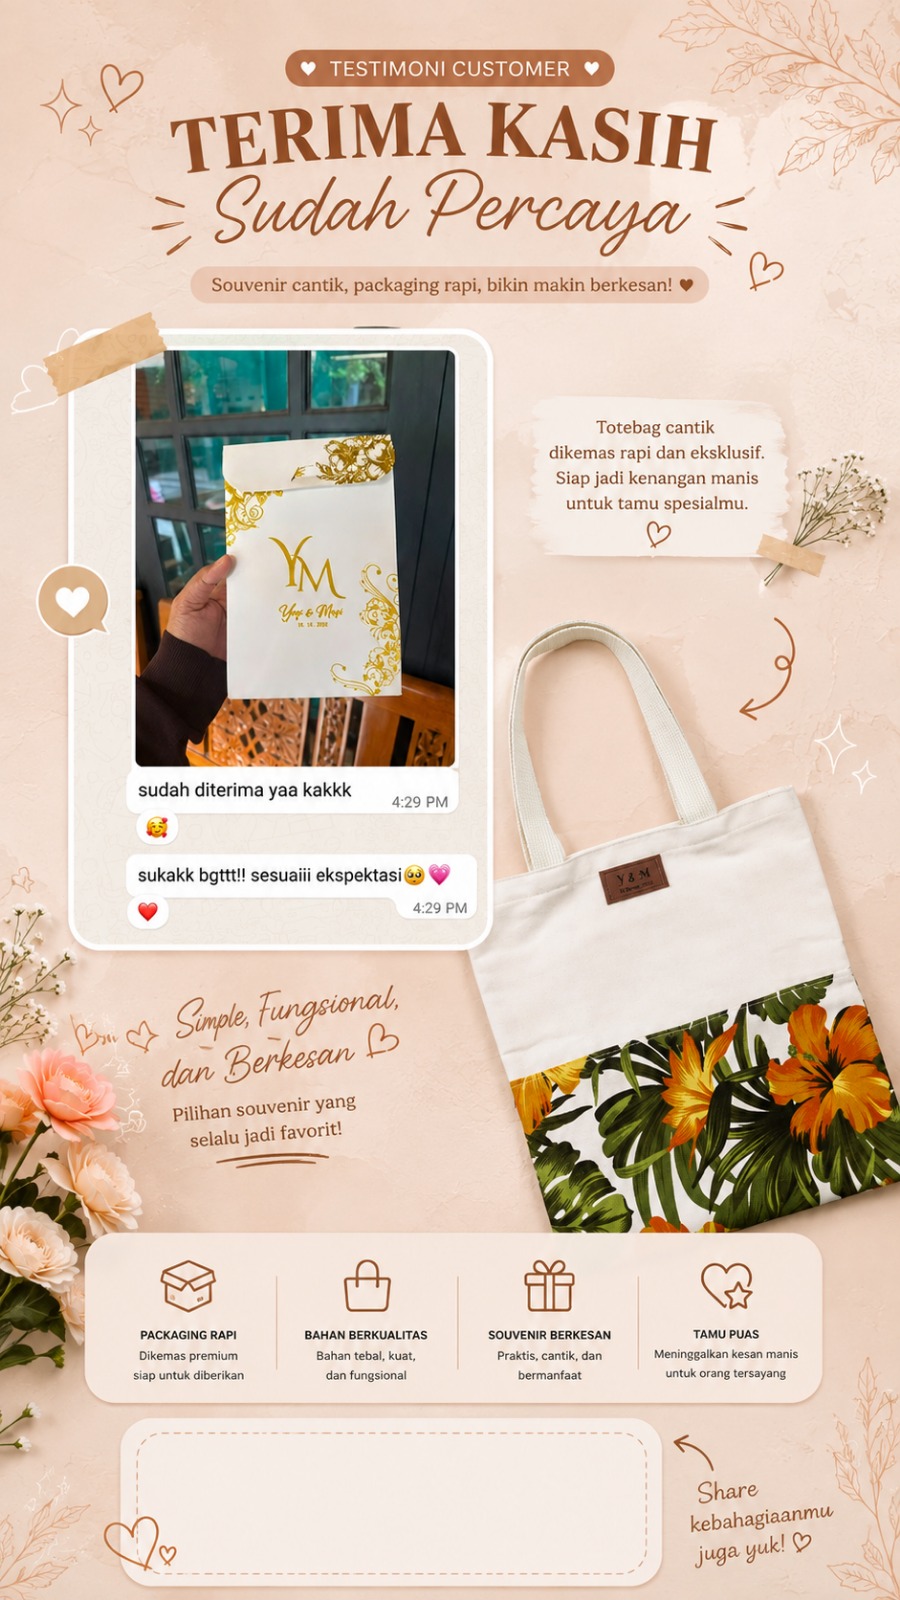 TESTIMONI CUSTOMER
TERIMA KASIH
Sudah Percaya
Souvenir cantik, packaging rapi, bikin makin berkesan!
Totebag cantik
dikemas rapi dan eksklusif.
Siap jadi kenangan manis
untuk tamu spesialmu.
YM
sudah diterima yaa kakkk
4:29 PM
🥰
sukakk bgttt!! sesuaiii ekspektasi🥺💗
4:29 PM
❤️
Y & M
Simple, Fungsional,
dan Berkesan
Pilihan souvenir yang
selalu jadi favorit!
PACKAGING RAPI
Dikemas premium
siap untuk diberikan
BAHAN BERKUALITAS
Bahan tebal, kuat,
dan fungsional
SOUVENIR BERKESAN
Praktis, cantik, dan
bermanfaat
TAMU PUAS
Meninggalkan kesan manis
untuk orang tersayang
Share
kebahagiaanmu
juga yuk!